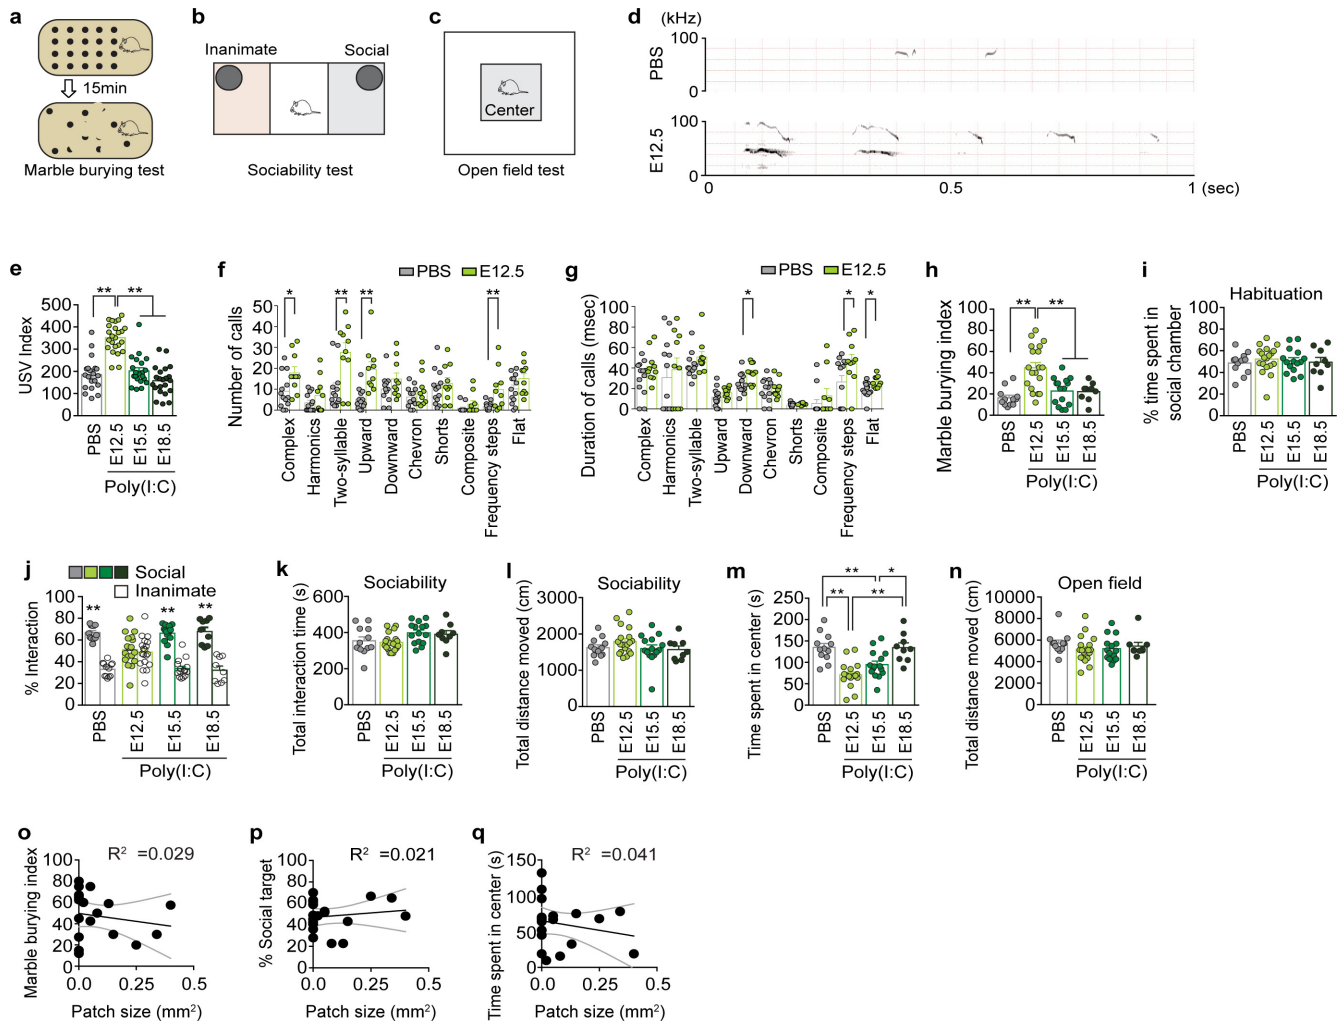 a
15min
Marble burying test
b
Inanimate Social
Sociability test
c
Center
Open field test
d
(kHz)
PBS
100
0
E12.5
100
0
0 0.5 1 (sec)
e
USV Index
500
400
300
200
100
0
PBS
E12.5
E15.5
E18.5
Poly(I:C)
** **
f
PBS E12.5
Number of calls
50
40
30
20
10
0
* ** ** **
Complex
Harmonics
Two-syllable
Upward
Downward
Chevron
Shorts
Composite
Frequency steps
Flat
g
PBS E12.5
Duration of calls (msec)
100
80
60
40
20
0
* * *
Complex
Harmonics
Two-syllable
Upward
Downward
Chevron
Shorts
Composite
Frequency steps
Flat
h
Marble burying index
100
80
60
40
20
0
** **
PBS
E12.5
E15.5
E18.5
Poly(I:C)
i
Habituation
% time spent in
social chamber
100
80
60
40
20
0
PBS
E12.5
E15.5
E18.5
Poly(I:C)
j
Social
Inanimate
% Interaction
100
80
60
40
20
0
** ** **
PBS
E12.5
E15.5
E18.5
Poly(I:C)
k
Sociability
Total interaction time (s)
600
400
200
0
PBS
E12.5
E15.5
E18.5
Poly(I:C)
l
Sociability
Total distance moved (cm)
3000
2000
1000
0
PBS
E12.5
E15.5
E18.5
Poly(I:C)
m
Time spent in center (s)
250
200
150
100
50
0
** *
** **
PBS
E12.5
E15.5
E18.5
Poly(I:C)
n
Open field
Total distance moved (cm)
10000
8000
6000
4000
2000
0
PBS
E12.5
E15.5
E18.5
Poly(I:C)
o
R² =0.029
Marble burying index
100
80
60
40
20
0
0.0 0.25 0.5
Patch size (mm²)
p
R² =0.021
% Social target
100
80
60
40
20
0
0.0 0.25 0.5
Patch size (mm²)
q
R² =0.041
Time spent in center (s)
150
100
50
0
0.0 0.25 0.5
Patch size (mm²)